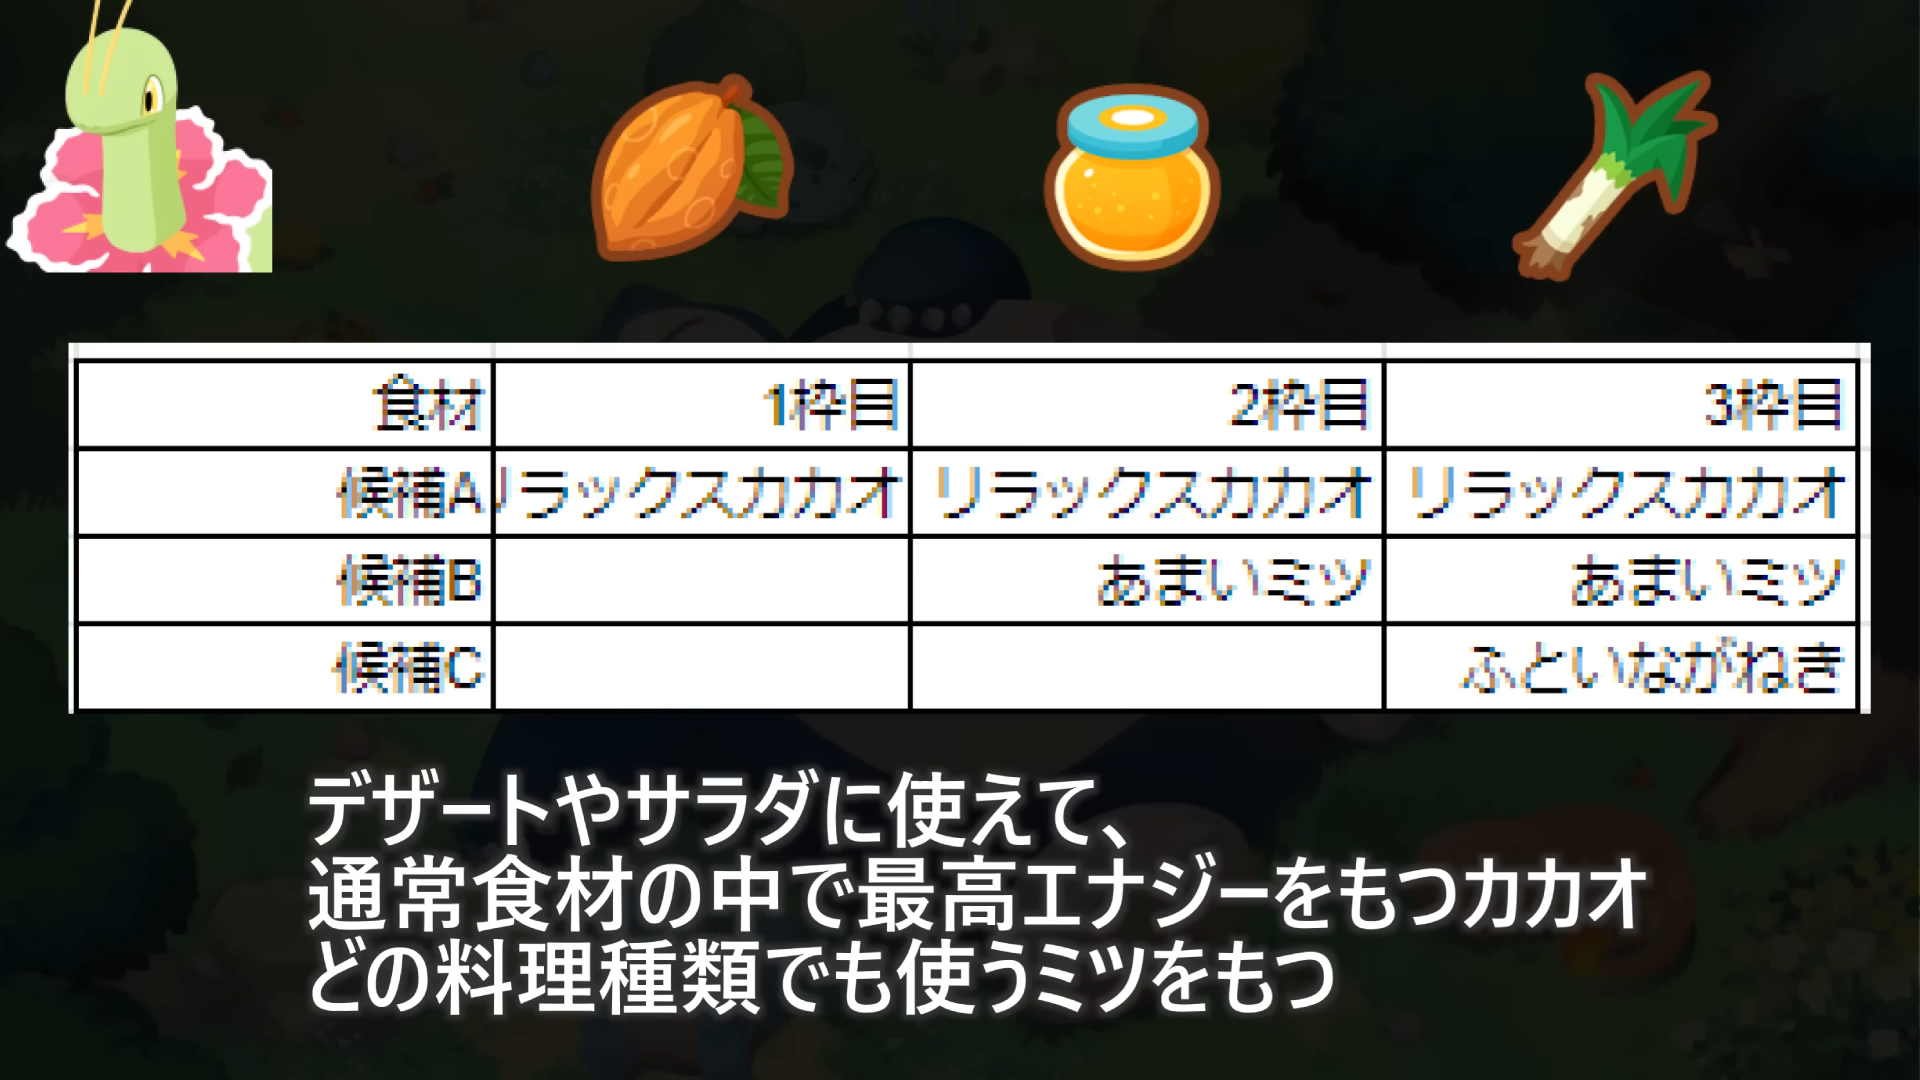 食材 1枠目 2枠目 3枠目
候補A リラックスカカオ リラックスカカオ リラックスカカオ
候補B あまいミツ あまいミツ
候補C ふといながねぎ
デザートやサラダに使えて、
通常食材の中で最高エナジーをもつカカオ
どの料理種類でも使うミツをもつ